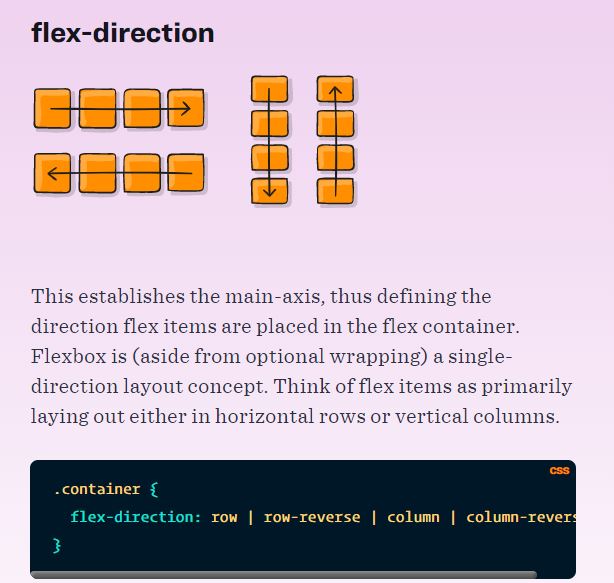 flex-direction
This establishes the main-axis, thus defining the
direction flex items are placed in the flex container.
Flexbox is (aside from optional wrapping) a single-
direction layout concept. Think of flex items as primarily
laying out either in horizontal rows or vertical columns.
CSS
.container {
flex-direction: row | row-reverse | column | column-revers
}